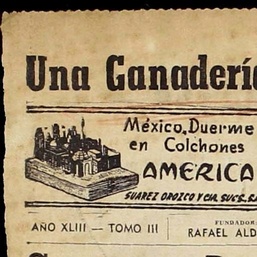 Una Ganadería
México, Duerme
en Colchones
AMERICA
SUAREZ OROZCO Y CIA. SUCS. S.
AÑO XLIII — TOMO III
FUNDADOR
RAFAEL ALD